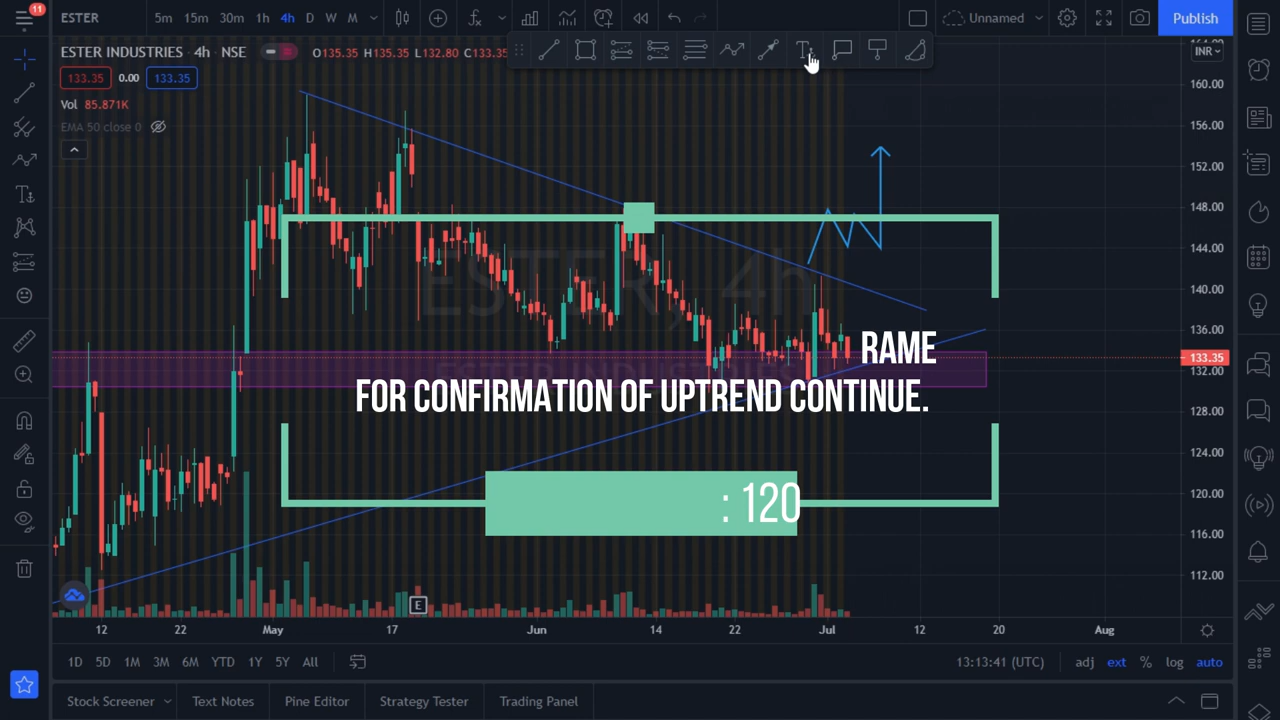 11
ESTER
5m 15m 30m 1h 4h D W M
Unnamed
Publish
ESTER INDUSTRIES · 4h · NSE
O135.35 H135.35 L132.80 C133.35
INR
133.35 0.00 133.35
Vol 85.871K
EMA 50 close 0
160.00
156.00
152.00
148.00
144.00
140.00
136.00
133.35
132.00
128.00
124.00
120.00
116.00
112.00
ESTER, 4h
RAME
FOR CONFIRMATION OF UPTREND CONTINUE.
: 120
E
12 22 May 17 Jun 14 22 Jul 12 20 Aug
1D 5D 1M 3M 6M YTD 1Y 5Y All
13:13:41 (UTC) adj ext % log auto
Stock Screener Text Notes Pine Editor Strategy Tester Trading Panel